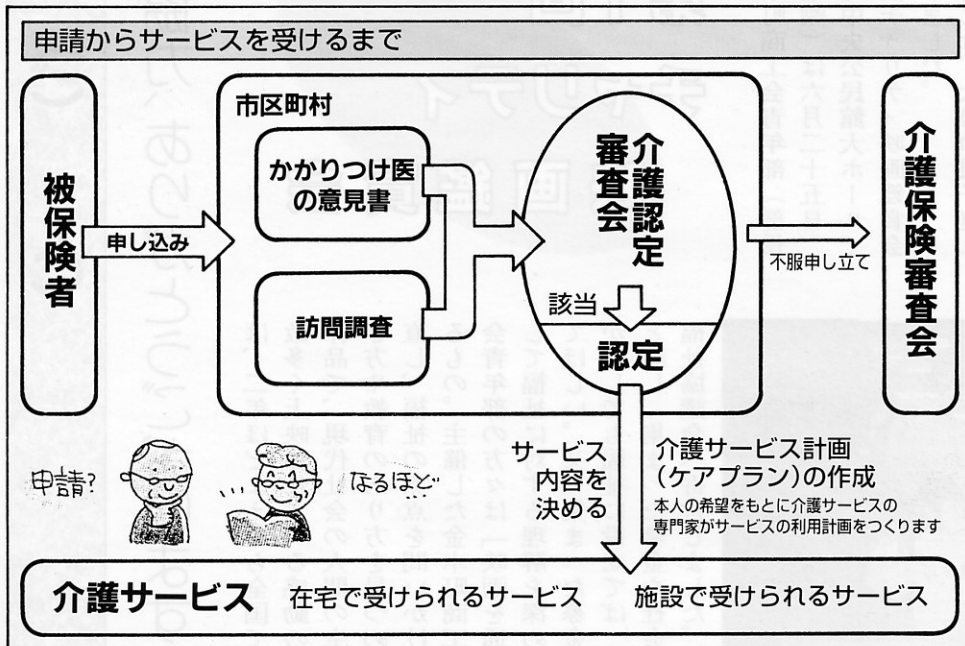 申請からサービスを受けるまで
被保険者
申し込み
市区町村
かかりつけ医
の意見書
訪問調査
介護認定
審査会
該当
認定
不服申し立て
介護保険審査会
申請?
なるほど
サービス
内容を
決める
介護サービス計画
(ケアプラン)の作成
本人の希望をもとに介護サービスの
専門家がサービスの利用計画をつくります
介護サービス 在宅で受けられるサービス 施設で受けられるサービス